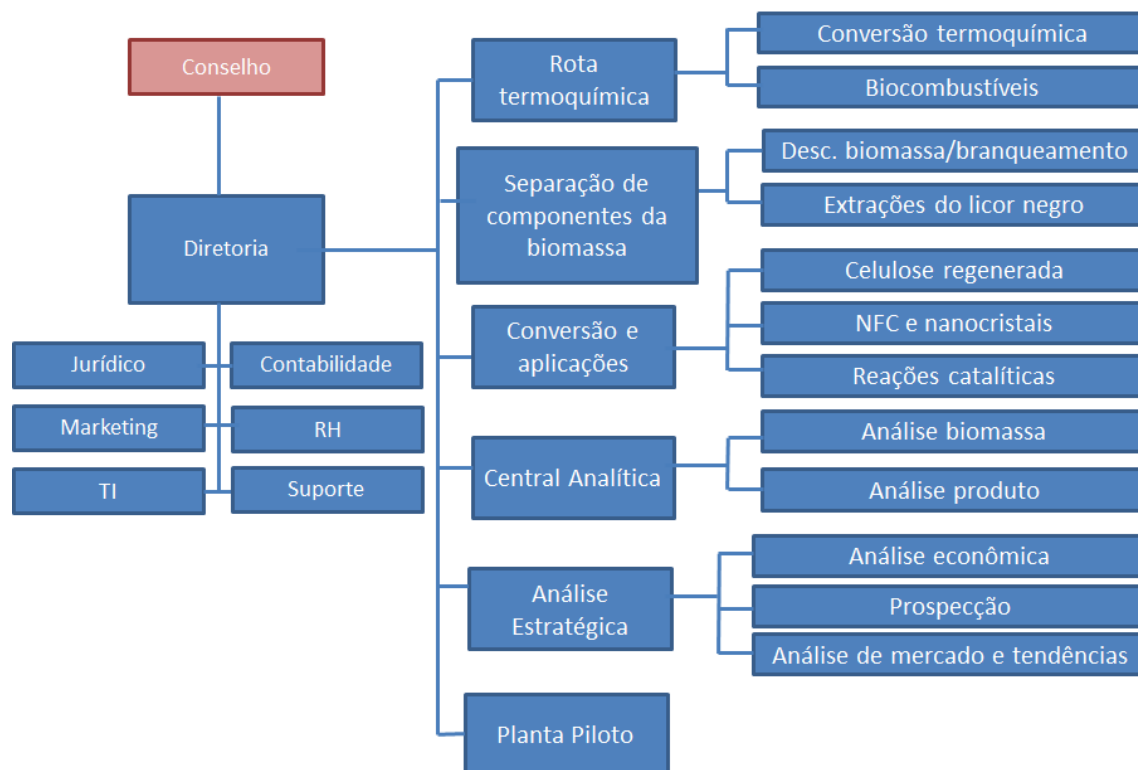 Conselho
Diretoria
Jurídico
Contabilidade
Marketing
RH
TI
Suporte
Rota
termoquímica
Conversão termoquímica
Biocombustíveis
Separação de
componentes da
biomassa
Desc. biomassa/branqueamento
Extrações do licor negro
Conversão e
aplicações
Celulose regenerada
NFC e nanocristais
Reações catalíticas
Central Analítica
Análise biomassa
Análise produto
Análise
Estratégica
Análise econômica
Prospecção
Análise de mercado e tendências
Planta Piloto